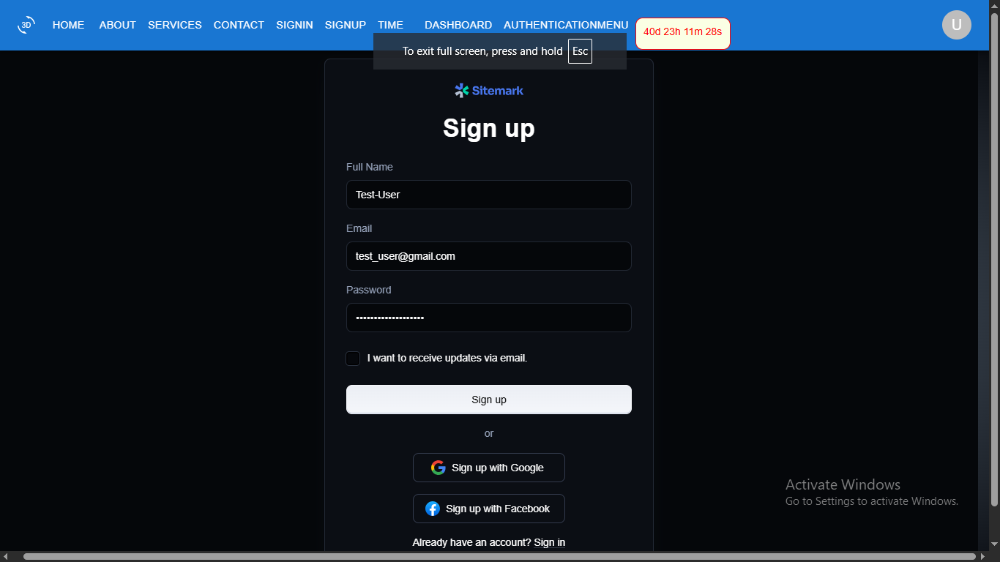 3D HOME ABOUT SERVICES CONTACT SIGNIN SIGNUP TIME DASHBOARD AUTHENTICATIONMENU 40d 23h 11m 28s U
To exit full screen, press and hold Esc
Sitemark
Sign up
Full Name
Test-User
Email
test_user@gmail.com
Password
•••••••••••••••••••
I want to receive updates via email.
Sign up
or
Sign up with Google
Sign up with Facebook
Already have an account? Sign in
Activate Windows
Go to Settings to activate Windows.